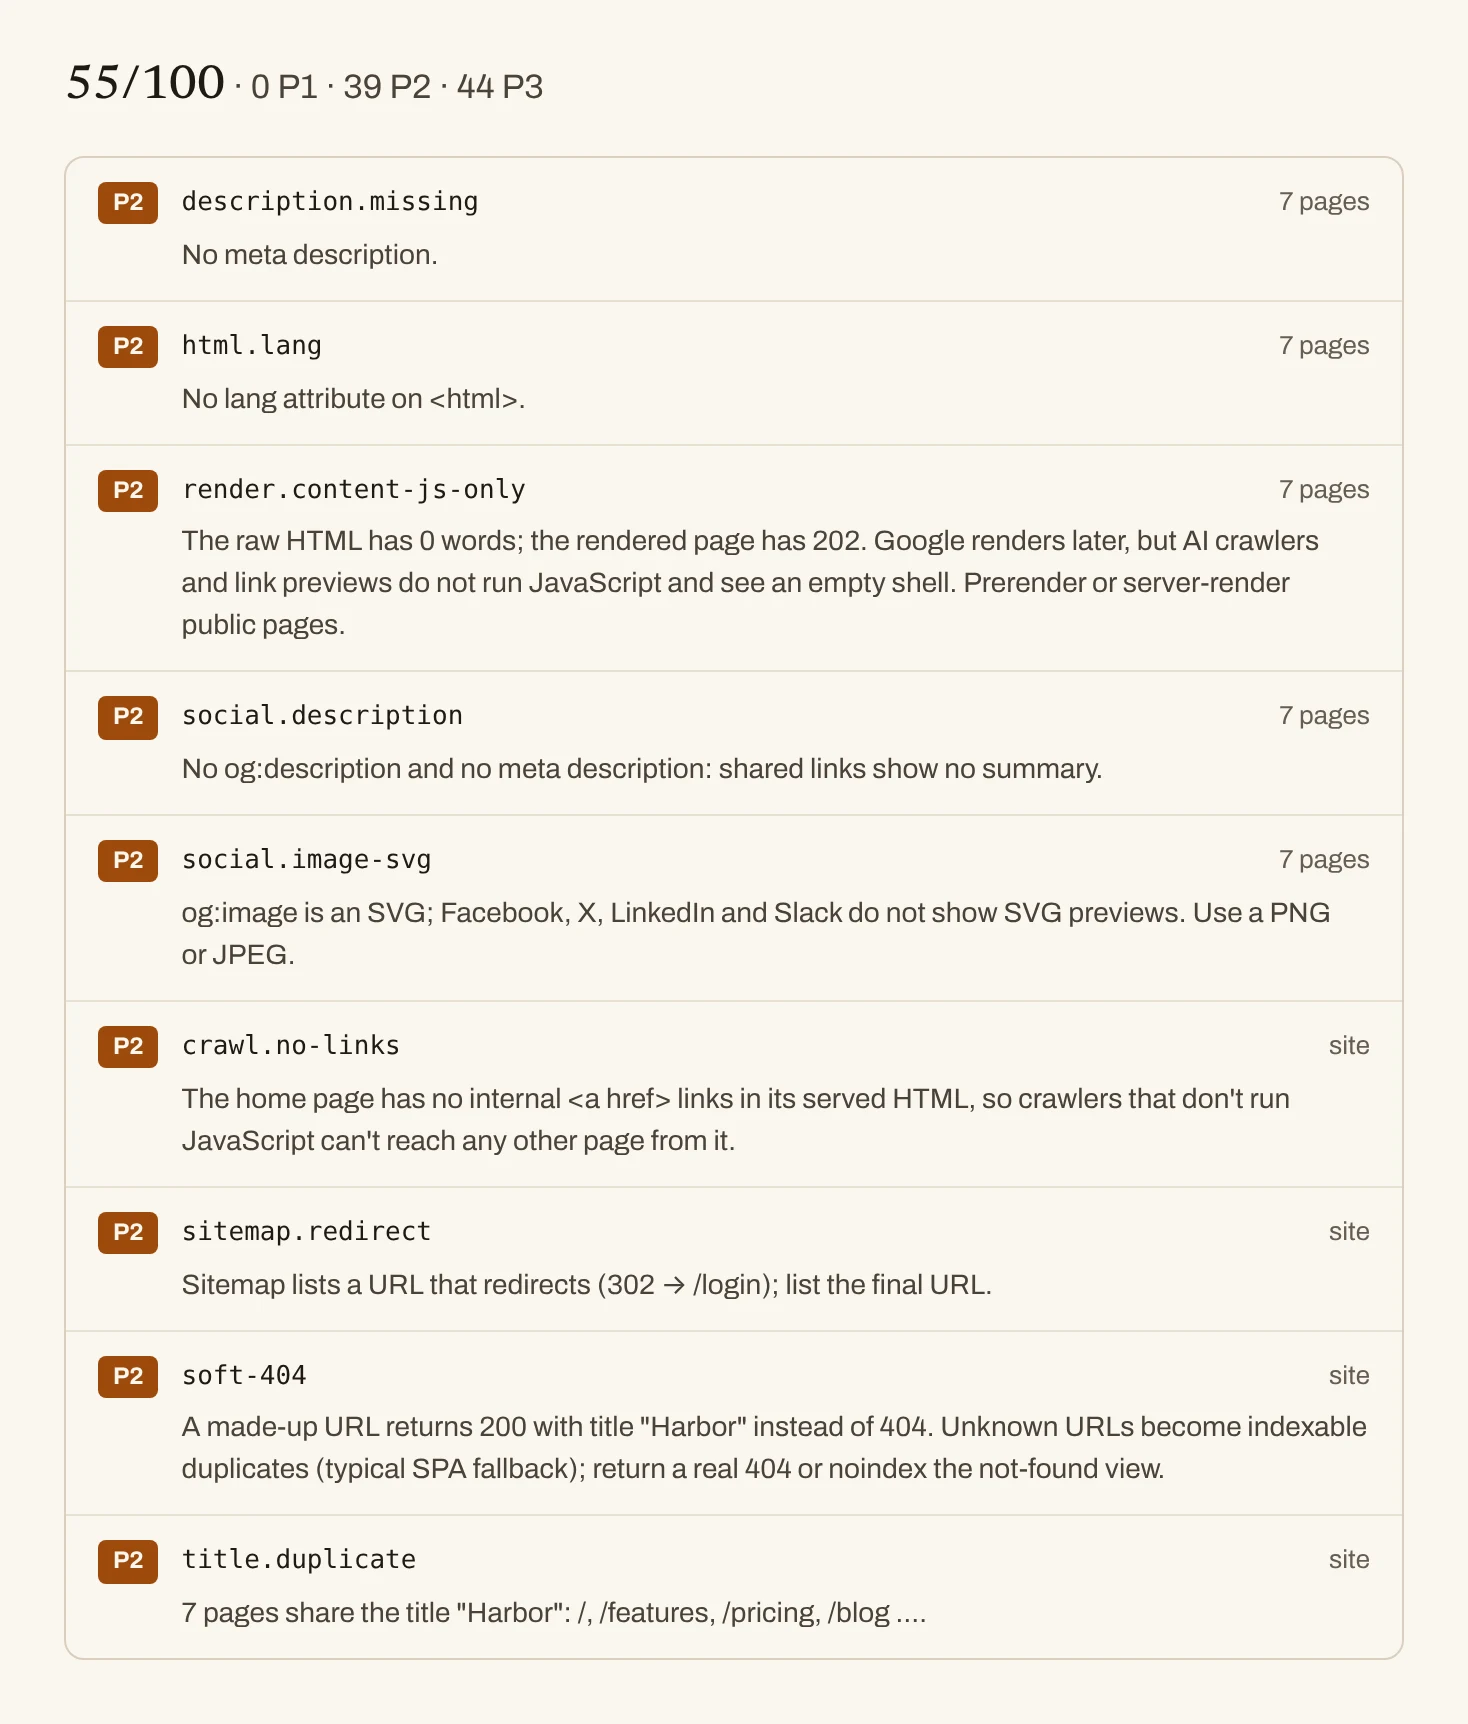 55/100 · 0 P1 · 39 P2 · 44 P3
P2 description.missing 7 pages
No meta description.
P2 html.lang 7 pages
No lang attribute on <html>.
P2 render.content-js-only 7 pages
The raw HTML has 0 words; the rendered page has 202. Google renders later, but AI crawlers
and link previews do not run JavaScript and see an empty shell. Prerender or server-render
public pages.
P2 social.description 7 pages
No og:description and no meta description: shared links show no summary.
P2 social.image-svg 7 pages
og:image is an SVG; Facebook, X, LinkedIn and Slack do not show SVG previews. Use a PNG
or JPEG.
P2 crawl.no-links site
The home page has no internal <a href> links in its served HTML, so crawlers that don't run
JavaScript can't reach any other page from it.
P2 sitemap.redirect site
Sitemap lists a URL that redirects (302 → /login); list the final URL.
P2 soft-404 site
A made-up URL returns 200 with title "Harbor" instead of 404. Unknown URLs become indexable
duplicates (typical SPA fallback); return a real 404 or noindex the not-found view.
P2 title.duplicate site
7 pages share the title "Harbor": /, /features, /pricing, /blog ….